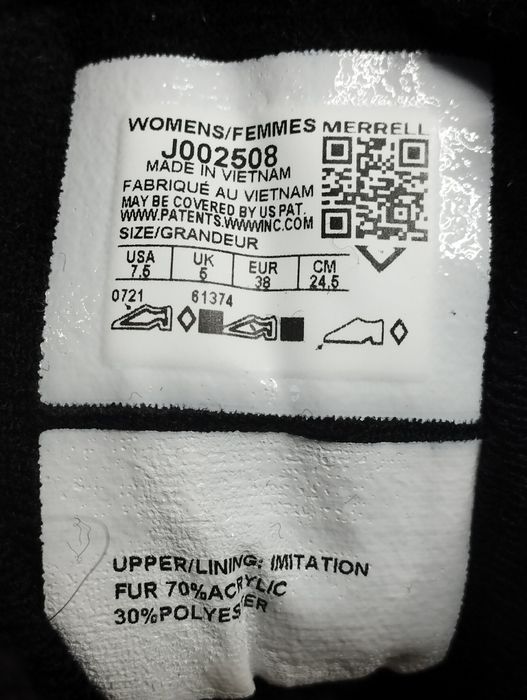 WOMENS/FEMMES MERRELL
J002508
MADE IN VIETNAM
FABRIQUÉ AU VIETNAM
MAY BE COVERED BY US PAT.
WWW.PATENTS.WWWINC.COM
SIZE/GRANDEUR
USA UK EUR CM
7.5 5 38 24,5
0721 61374
UPPER/LINING: IMITATION
FUR 70%ACRYLIC
30%POLYESTER